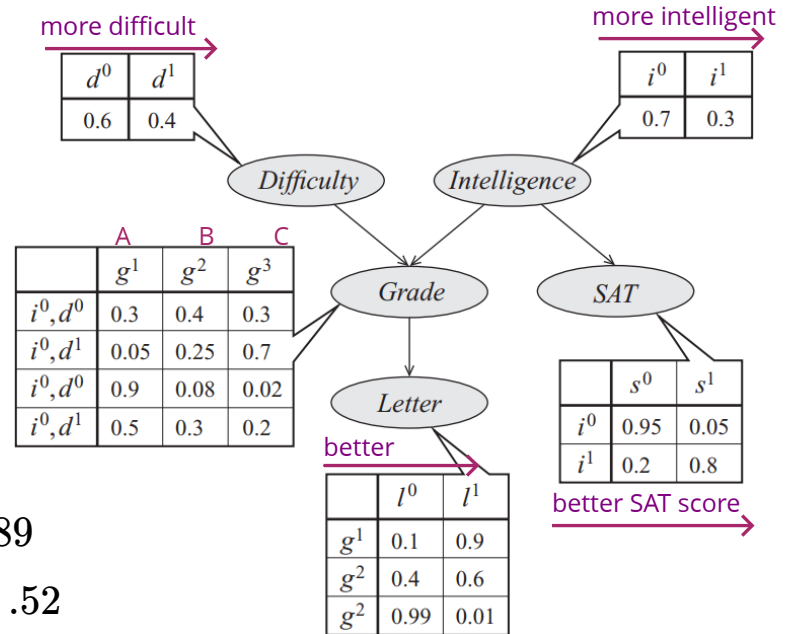 more difficult
more intelligent
d⁰ d¹
0.6 0.4
i⁰ i¹
0.7 0.3
Difficulty
Intelligence
A B C
g¹ g² g³
i⁰,d⁰ 0.3 0.4 0.3
i⁰,d¹ 0.05 0.25 0.7
i⁰,d⁰ 0.9 0.08 0.02
i⁰,d¹ 0.5 0.3 0.2
Grade
SAT
Letter
s⁰ s¹
i⁰ 0.95 0.05
i¹ 0.2 0.8
better SAT score
better
l⁰ l¹
g¹ 0.1 0.9
g² 0.4 0.6
g² 0.99 0.01
89
.52